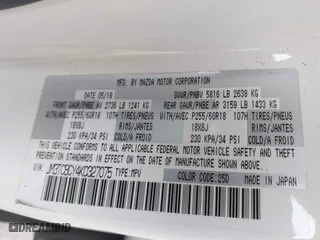 MFD. BY MAZDA MOTOR CORPORATION
DATE: 05/19 GVWR/PNBV 5816 LB 2638 KG
FRONT GAWR/PNBE AV 2736 LB 1241 KG REAR GAWR/PNBE AR 3159 LB 1433 KG
WITH/AVEC P255/60R18 107H TIRES/PNEUS WITH/AVEC P255/60R18 107H TIRES/PNEUS
18X8J RIMS/JANTES 18X8J RIMS/JANTES
230 KPA/34 PSI COLD/A FROID 230 KPA/34 PSI COLD/A FROID
THIS VEHICLE CONFORMS TO ALL APPLICABLE FEDERAL MOTOR
VEHICLE SAFETY AND THEFT PREVENTION STANDARDS IN EFFECT
ON THE DATE OF MANUFACTURE SHOWN ABOVE.
VIN: JM3TCBCY4K0327075 TYPE: MPV
COLOR CODE: 25D MADE IN JAPAN